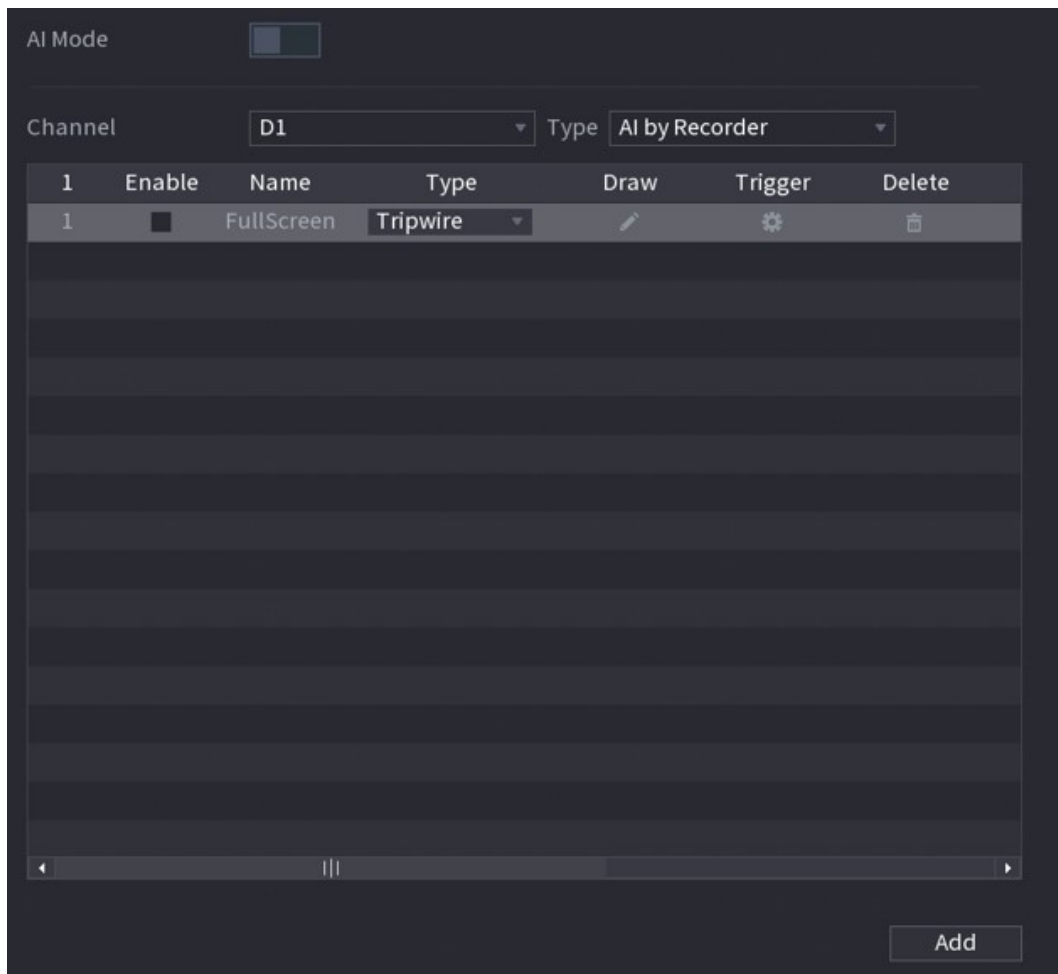 AI Mode
Channel D1 Type AI by Recorder
1 Enable Name Type Draw Trigger Delete
1 FullScreen Tripwire
Add